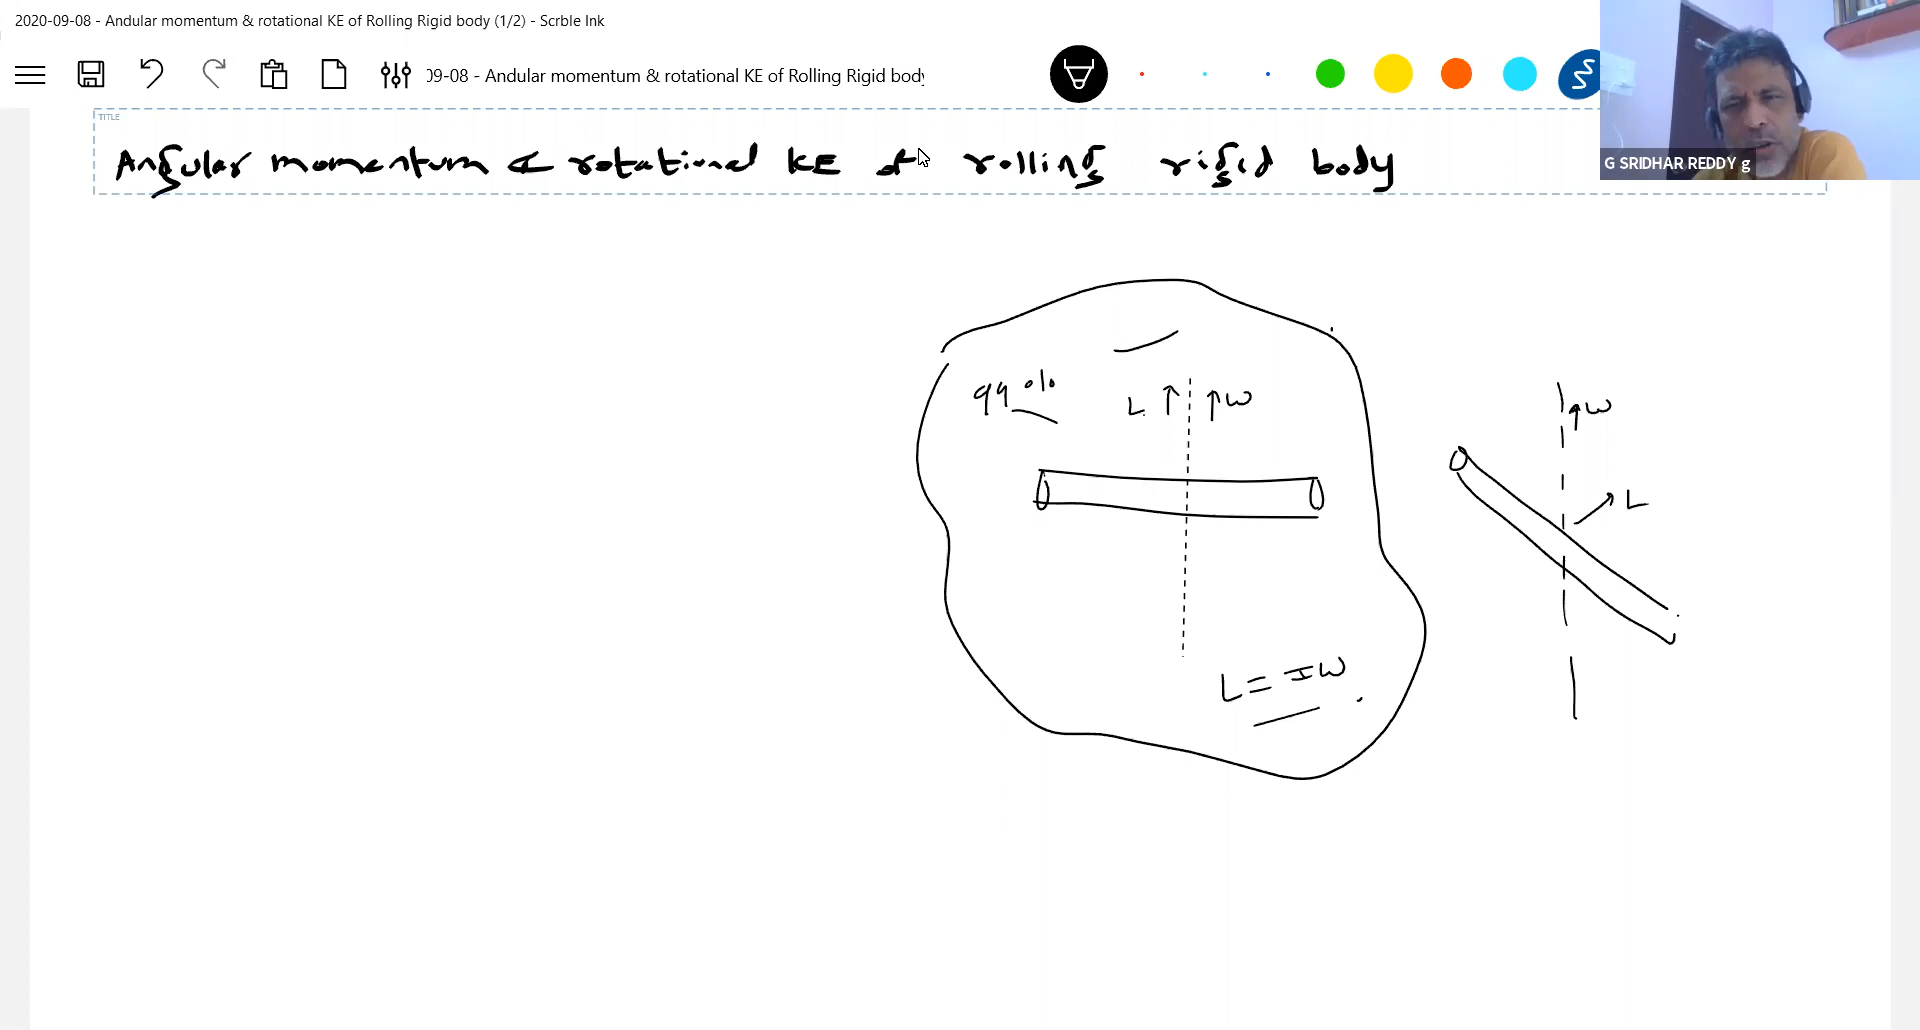 2020-09-08 - Andular momentum & rotational KE of Rolling Rigid body (1/2) - Scrble Ink
09-08 - Andular momentum & rotational KE of Rolling Rigid body
TITLE
Angular momentum & rotational KE of rolling rigid body
G SRIDHAR REDDY g
99 %
L ↑ ↑ω
↑ω
L
L = Iω